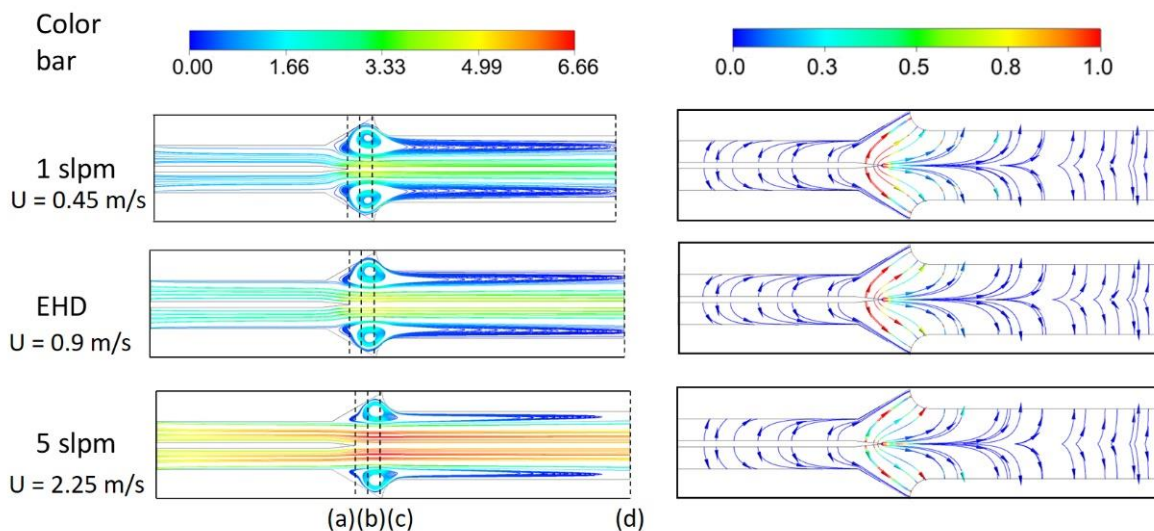 Color
bar
0.00 1.66 3.33 4.99 6.66
0.0 0.3 0.5 0.8 1.0
1 slpm
U = 0.45 m/s
EHD
U = 0.9 m/s
5 slpm
U = 2.25 m/s
(a) (b) (c) (d)